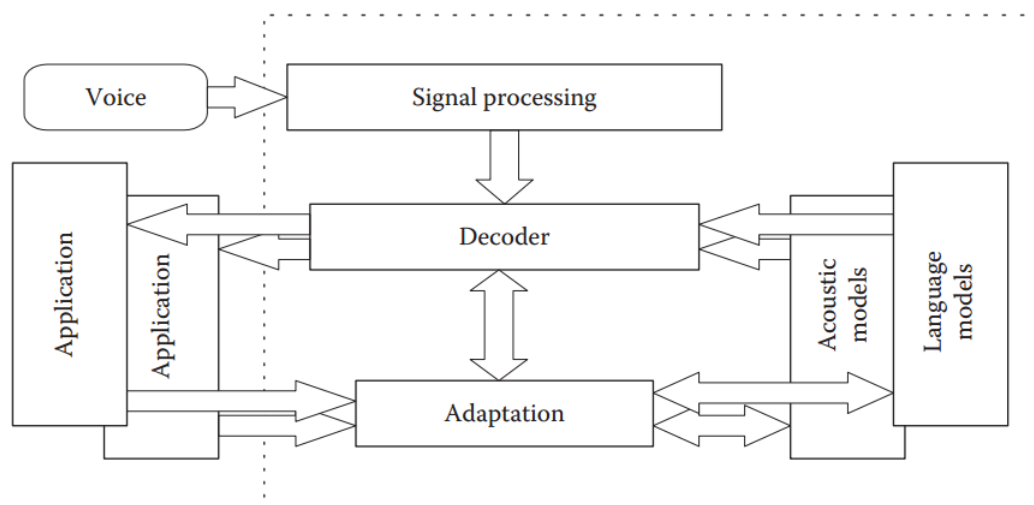 Voice
Signal processing
Decoder
Application
Application
Acoustic
models
Language
models
Adaptation